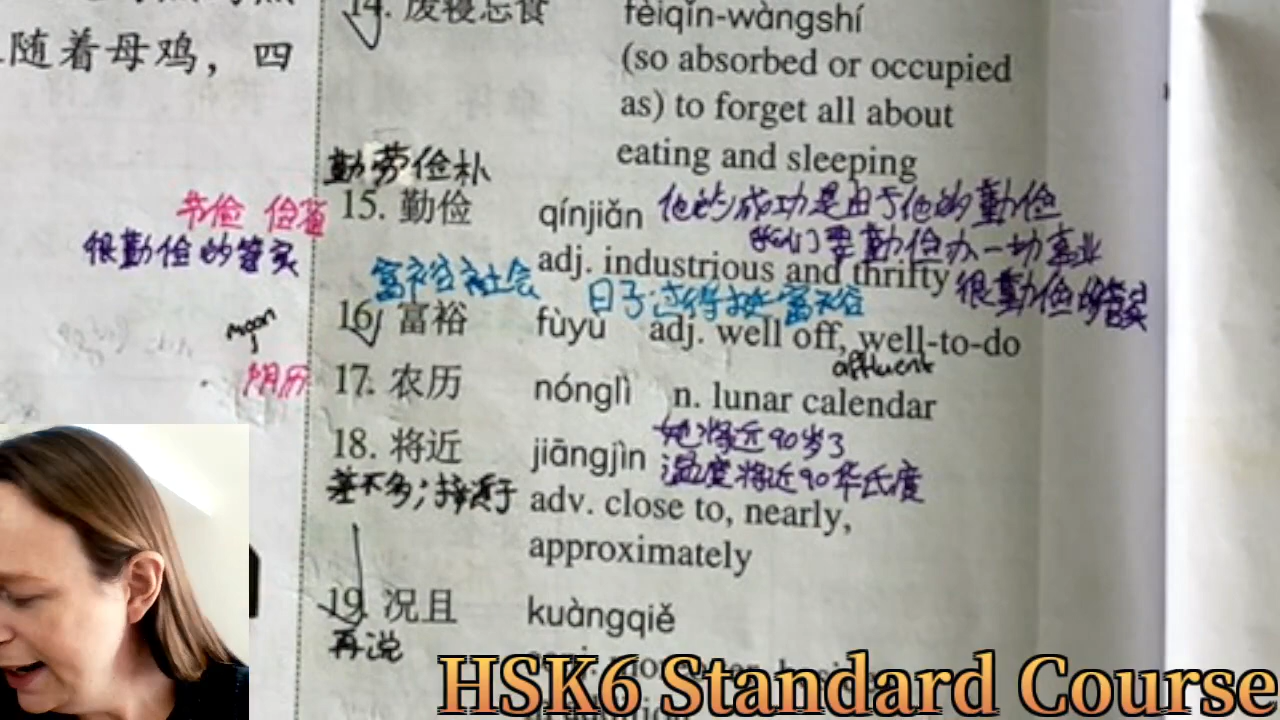 随着母鸡，四
14. 废寝忘食 fèiqǐn-wàngshí
(so absorbed or occupied
as) to forget all about
eating and sleeping
勤劳俭朴
节俭
15. 勤俭 qínjiǎn
他的成功是由于他的勤俭
我们要勤俭办一切事业
很勤俭的管家
adj. industrious and thrifty
很勤俭的管家
富裕社会
日子过得挺富裕
16. 富裕 fùyù adj. well off, well-to-do
affluent
moon
阴历
17. 农历 nónglì n. lunar calendar
她将近90岁了
18. 将近 jiāngjìn
温度将近90华氏度
差不多；接近于
adv. close to, nearly,
approximately
19. 况且 kuàngqiě
再说
HSK6 Standard Course